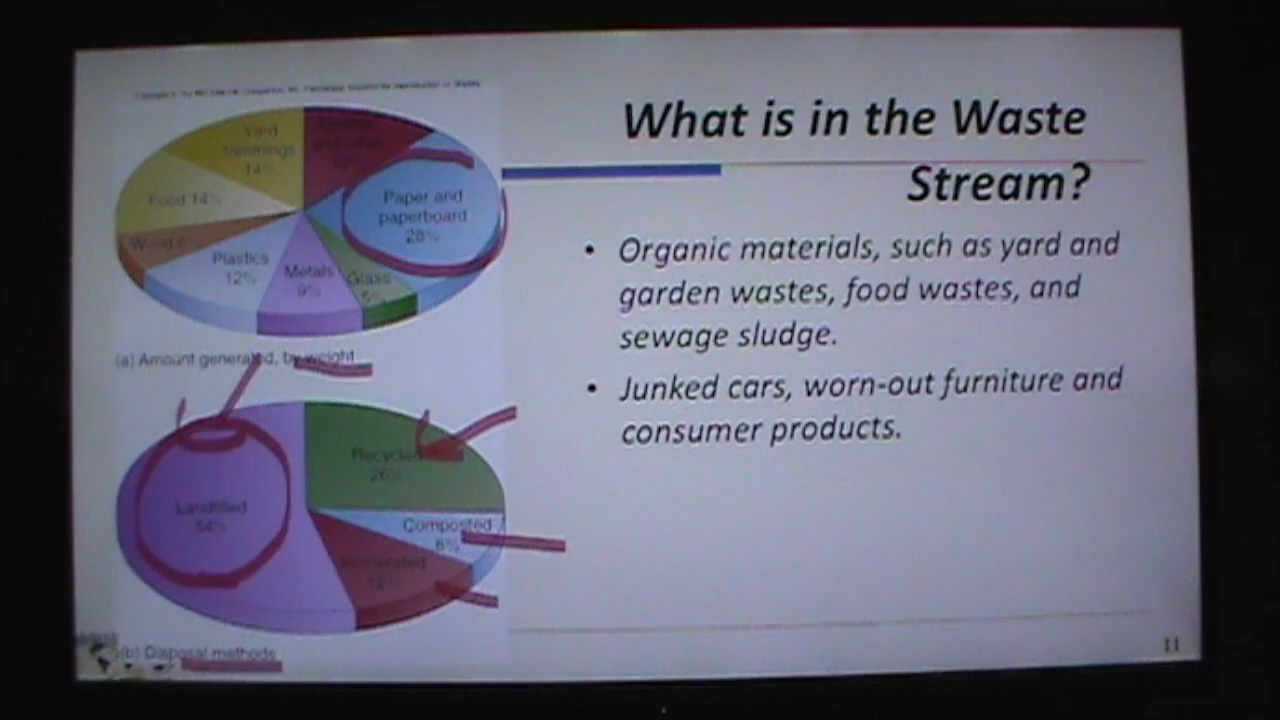 What is in the Waste
Stream?
• Organic materials, such as yard and
garden wastes, food wastes, and
sewage sludge.
• Junked cars, worn-out furniture and
consumer products.
Yard
trimmings
14%
Paper and
paperboard
28%
Food 14%
Wood
Plastics
12%
Metals
9%
Glass
5%
(a) Amount generated, by weight
Recycled
26%
Landfilled
54%
Composted
8%
Incinerated
12%
(b) Disposal methods
11